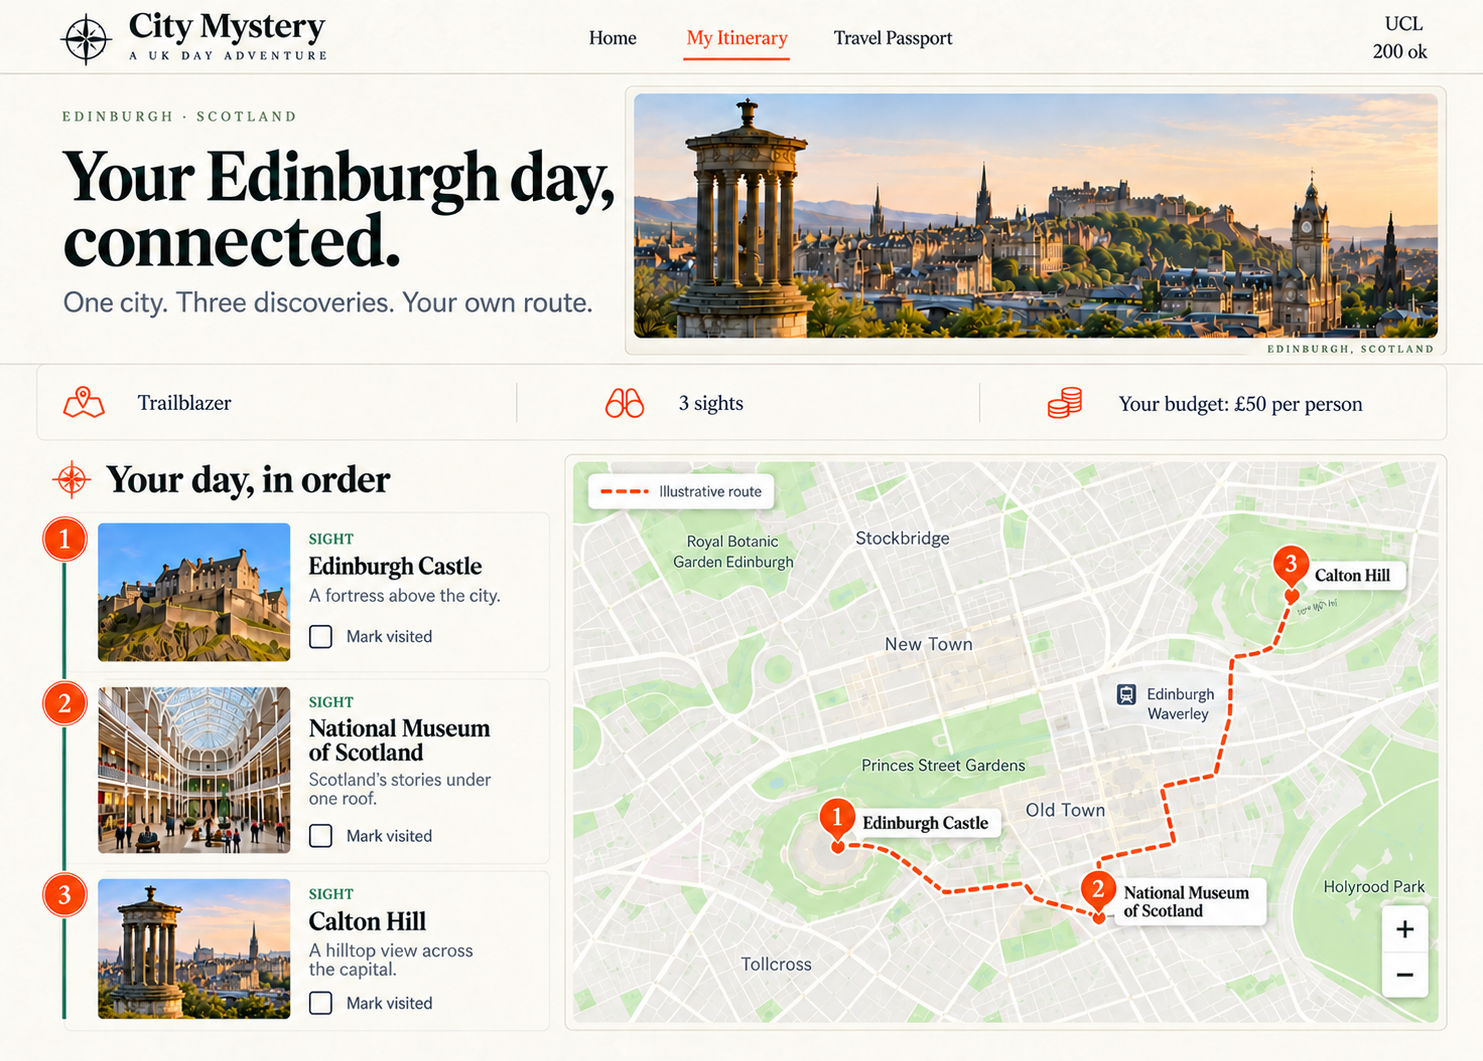 City Mystery
A UK DAY ADVENTURE
Home
My Itinerary
Travel Passport
UCL
200 ok
EDINBURGH · SCOTLAND
Your Edinburgh day,
connected.
One city. Three discoveries. Your own route.
EDINBURGH, SCOTLAND
Trailblazer
3 sights
Your budget: £50 per person
Your day, in order
1
SIGHT
Edinburgh Castle
A fortress above the city.
Mark visited
2
SIGHT
National Museum
of Scotland
Scotland's stories under
one roof.
Mark visited
3
SIGHT
Calton Hill
A hilltop view across
the capital.
Mark visited
Illustrative route
Royal Botanic
Garden Edinburgh
Stockbridge
3
Calton Hill
New Town
Edinburgh
Waverley
Princes Street Gardens
Old Town
1
Edinburgh Castle
2
National Museum
of Scotland
Holyrood Park
Tollcross
+
−